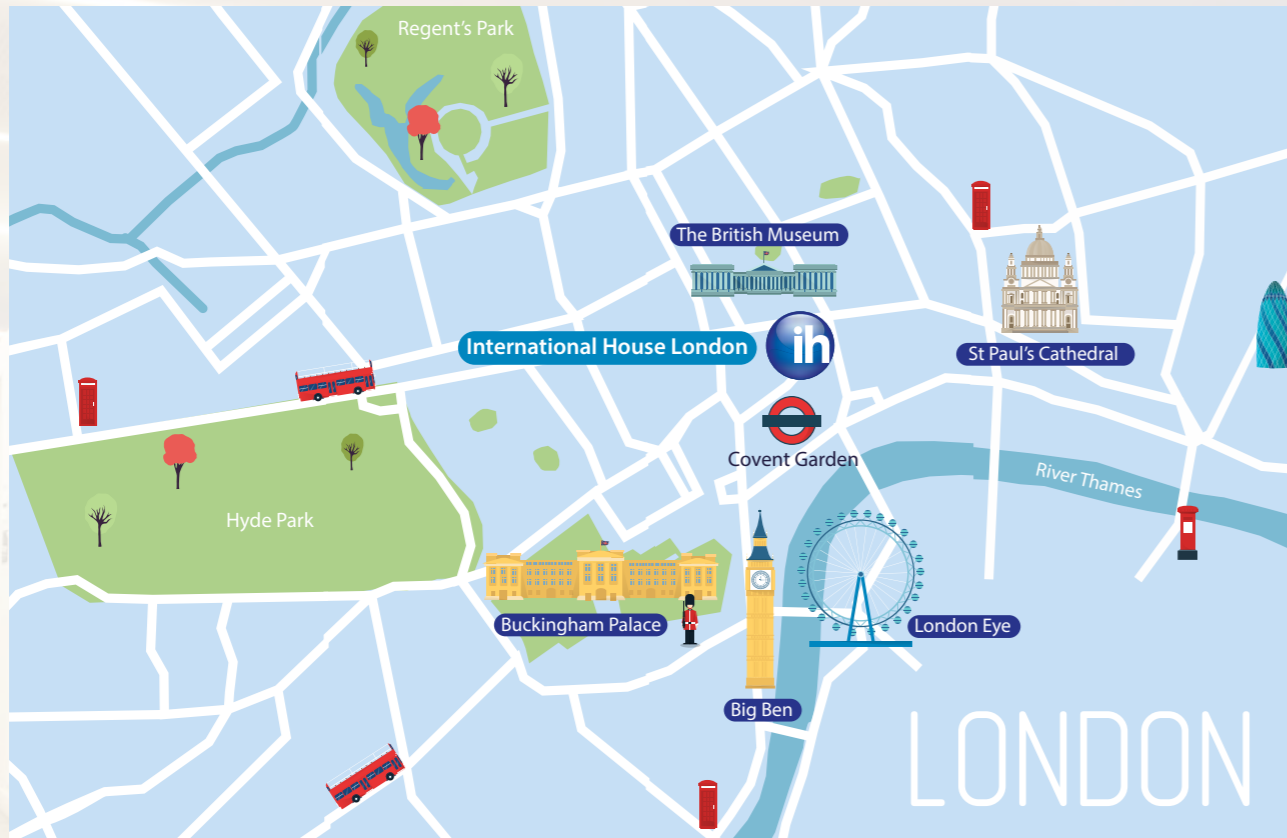 Regent's Park
The British Museum
International House London
ih
St Paul's Cathedral
Covent Garden
River Thames
Hyde Park
Buckingham Palace
London Eye
Big Ben
LONDON